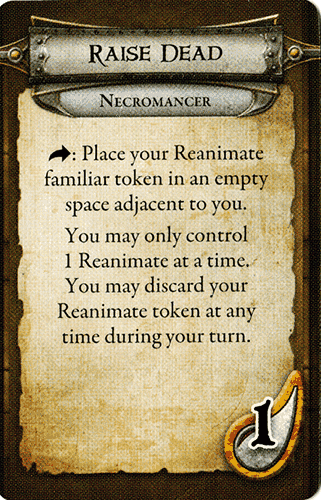 Raise Dead
Necromancer
: Place your Reanimate
familiar token in an empty
space adjacent to you.
You may only control
1 Reanimate at a time.
You may discard your
Reanimate token at any
time during your turn.
1